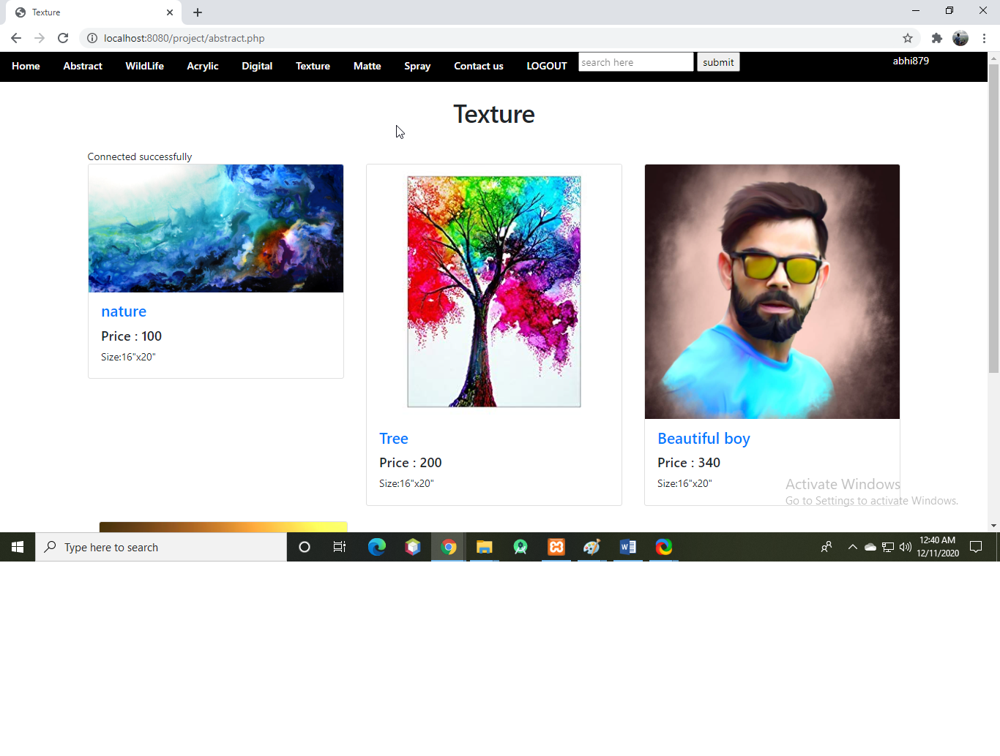 Texture
localhost:8080/project/abstract.php
Home Abstract WildLife Acrylic Digital Texture Matte Spray Contact us LOGOUT search here submit abhi879
Texture
Connected successfully
nature
Price : 100
Size:16"x20"
Tree
Price : 200
Size:16"x20"
Beautiful boy
Price : 340
Size:16"x20"
Activate Windows
Go to Settings to activate Windows.
Type here to search
12:40 AM
12/11/2020